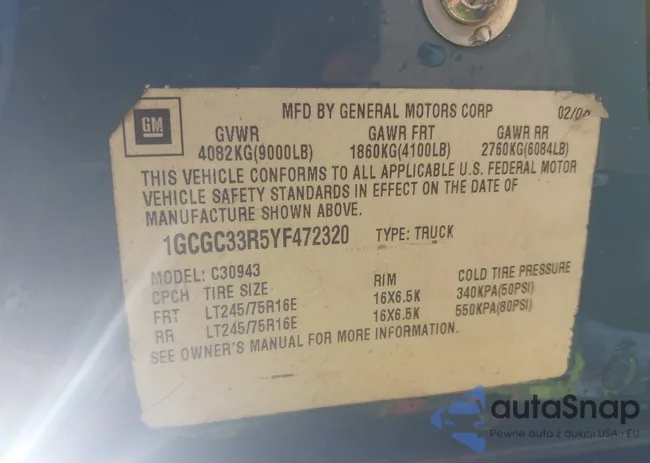 GM
MFD BY GENERAL MOTORS CORP 02/00
GVWR GAWR FRT GAWR RR
4082KG(9000LB) 1860KG(4100LB) 2760KG(6084LB)
THIS VEHICLE CONFORMS TO ALL APPLICABLE U.S. FEDERAL MOTOR
VEHICLE SAFETY STANDARDS IN EFFECT ON THE DATE OF
MANUFACTURE SHOWN ABOVE.
1GCGC33R5YF472320 TYPE: TRUCK
MODEL: C30943
CPCH TIRE SIZE RIM COLD TIRE PRESSURE
FRT LT245/75R16E 16X6.5K 340KPA(50PSI)
RR LT245/75R16E 16X6.5K 550KPA(80PSI)
SEE OWNER'S MANUAL FOR MORE INFORMATION.
autaSnap
Pewne auta z aukcji USA - EU